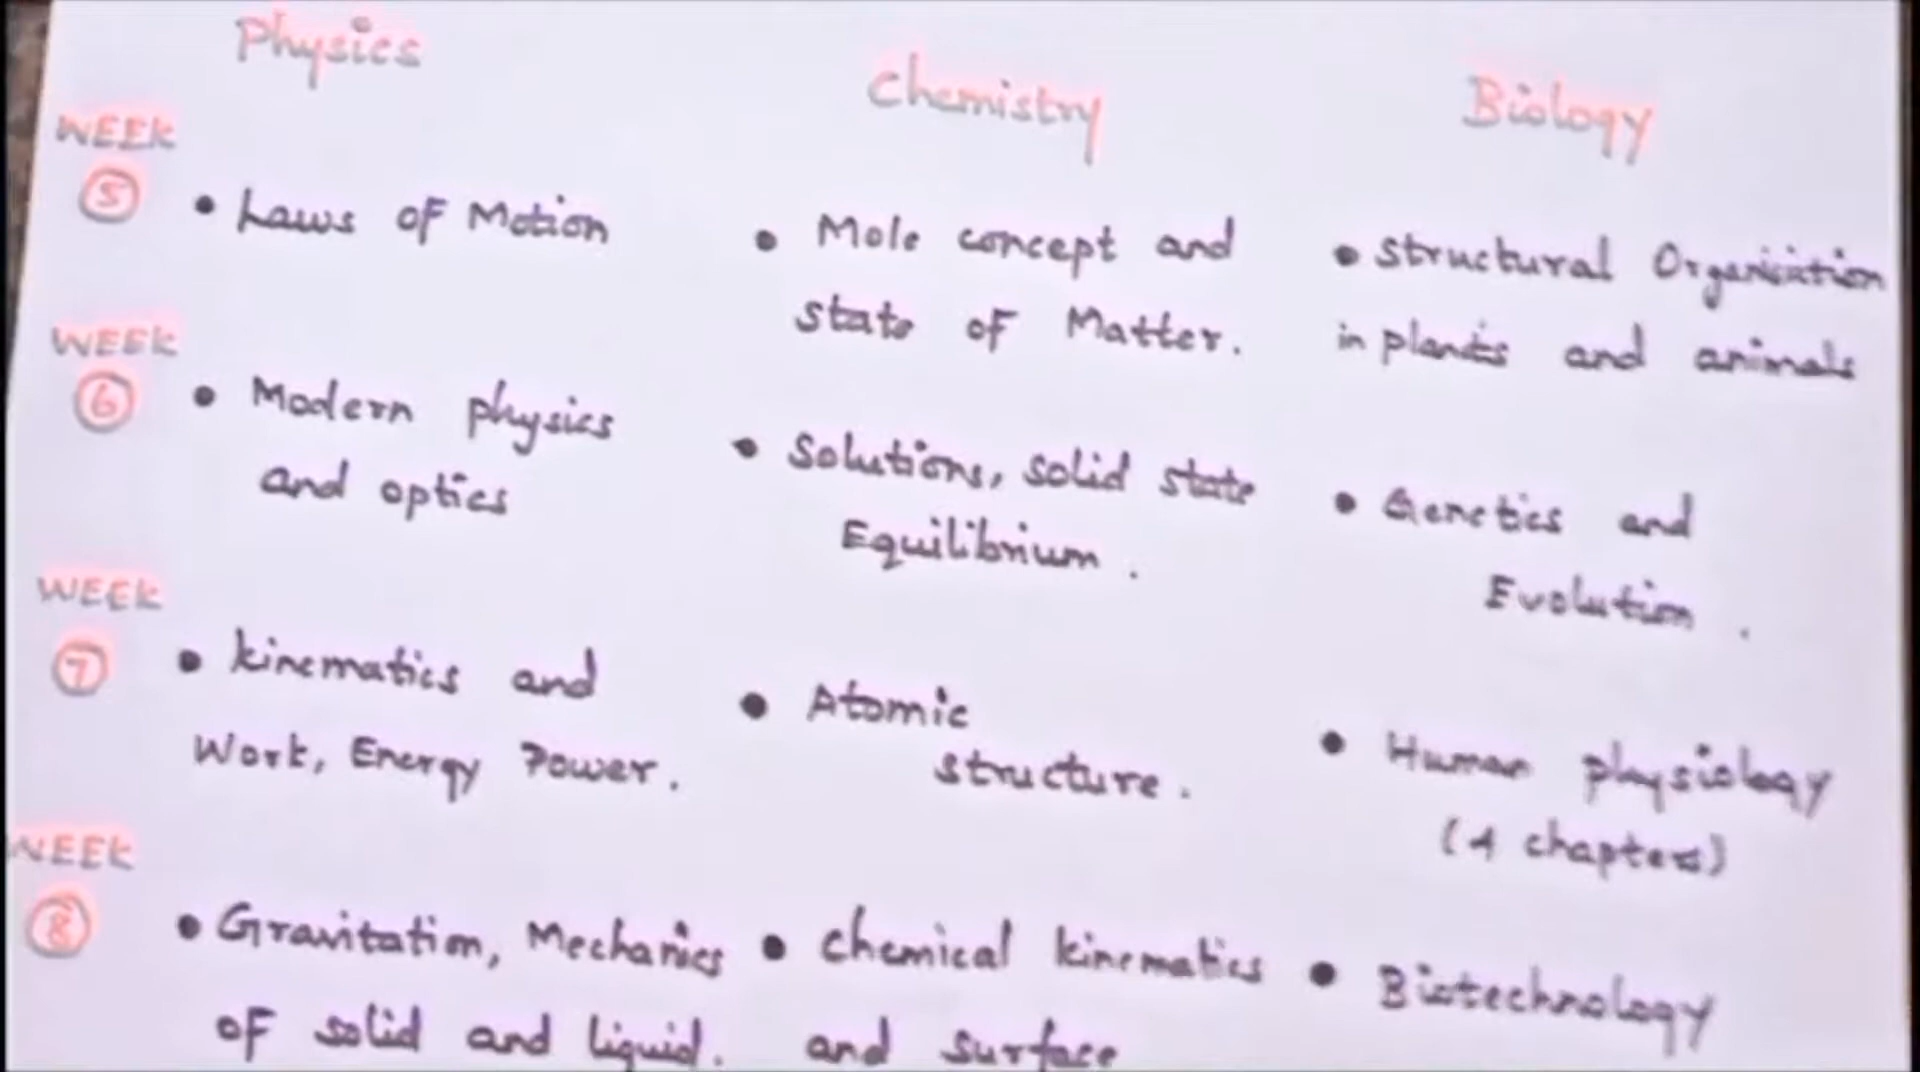 Physics
Chemistry
Biology
WEEK
5
• Laws of Motion
• Mole concept and
state of Matter.
• Structural Organisation
in plants and animals
WEEK
6
• Modern physics
and optics
• Solutions, solid state
Equilibrium.
• Genetics and
Evolution.
WEEK
7
• kinematics and
Work, Energy Power.
• Atomic
structure.
• Human physiology
(4 chapters)
WEEK
8
• Gravitation, Mechanics
of solid and liquid.
• Chemical kinematics
and surface
• Biotechnology